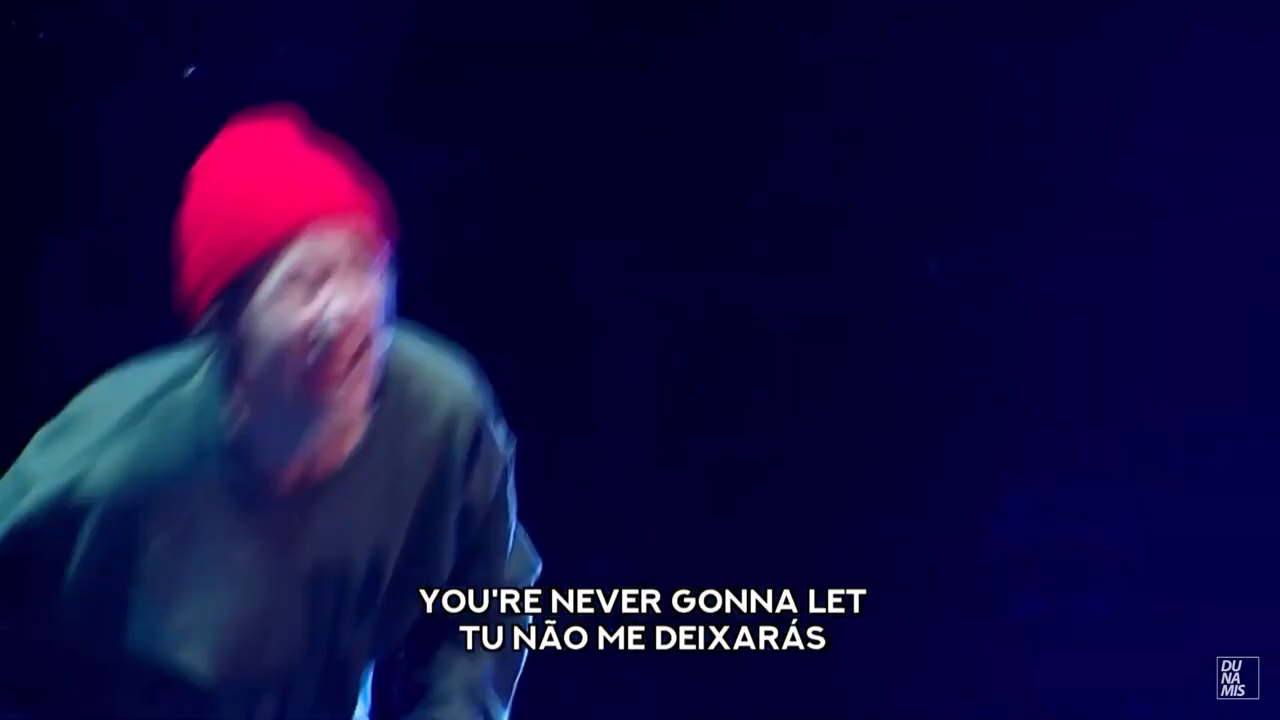 YOU'RE NEVER GONNA LET
TU NÃO ME DEIXARÁS
DU
NA
MIS